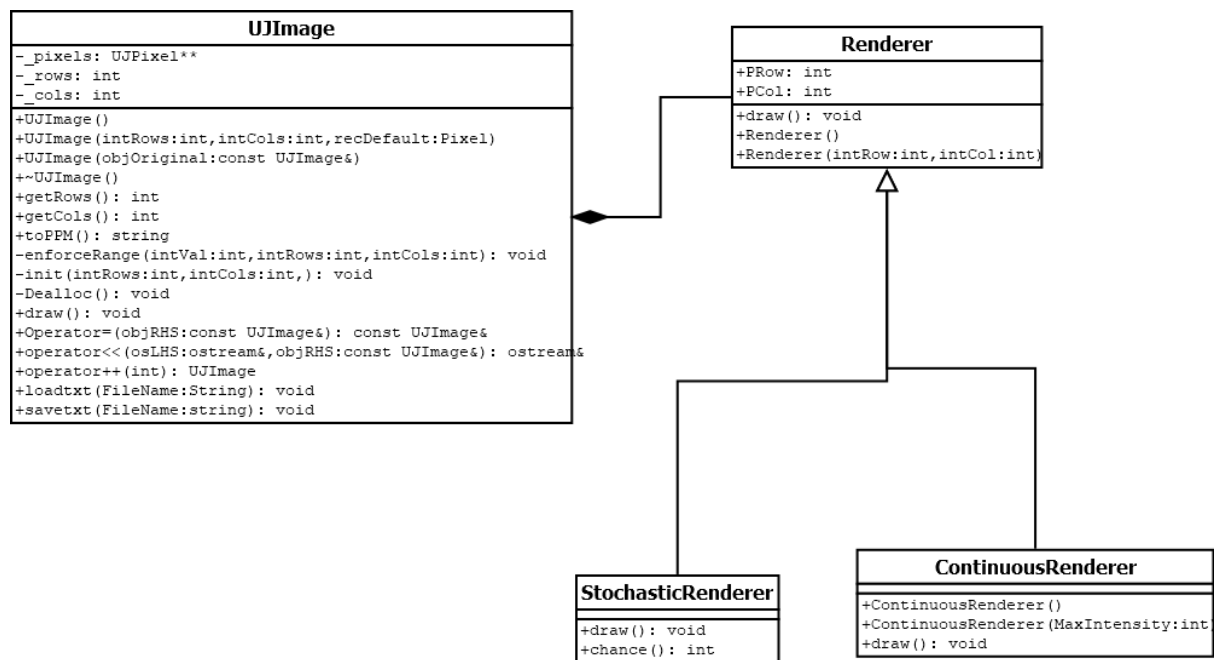 UJImage
-_pixels: UJPixel**
-_rows: int
-_cols: int
+UJImage()
+UJImage(intRows:int,intCols:int,recDefault:Pixel)
+UJImage(objOriginal:const UJImage&)
+~UJImage()
+getRows(): int
+getCols(): int
+toPPM(): string
-enforceRange(intVal:int,intRows:int,intCols:int): void
-init(intRows:int,intCols:int,): void
-Dealloc(): void
+draw(): void
+Operator=(objRHS:const UJImage&): const UJImage&
+operator<<(osLHS:ostream&,objRHS:const UJImage&): ostream&
+operator++(int): UJImage
+loadtxt(FileName:String): void
+savetxt(FileName:string): void
Renderer
+PRow: int
+PCol: int
+draw(): void
+Renderer()
+Renderer(intRow:int,intCol:int)
StochasticRenderer
+draw(): void
+chance(): int
ContinuousRenderer
+ContinuousRenderer()
+ContinuousRenderer(MaxIntensity:int)
+draw(): void